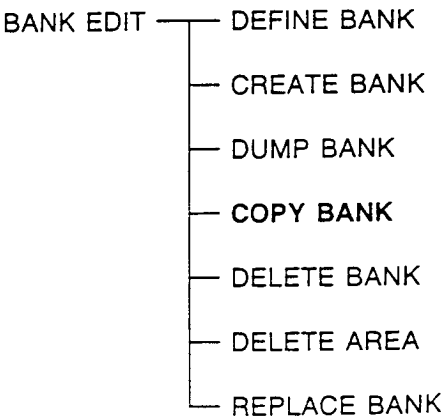 BANK EDIT DEFINE BANK
CREATE BANK
DUMP BANK
COPY BANK
DELETE BANK
DELETE AREA
REPLACE BANK